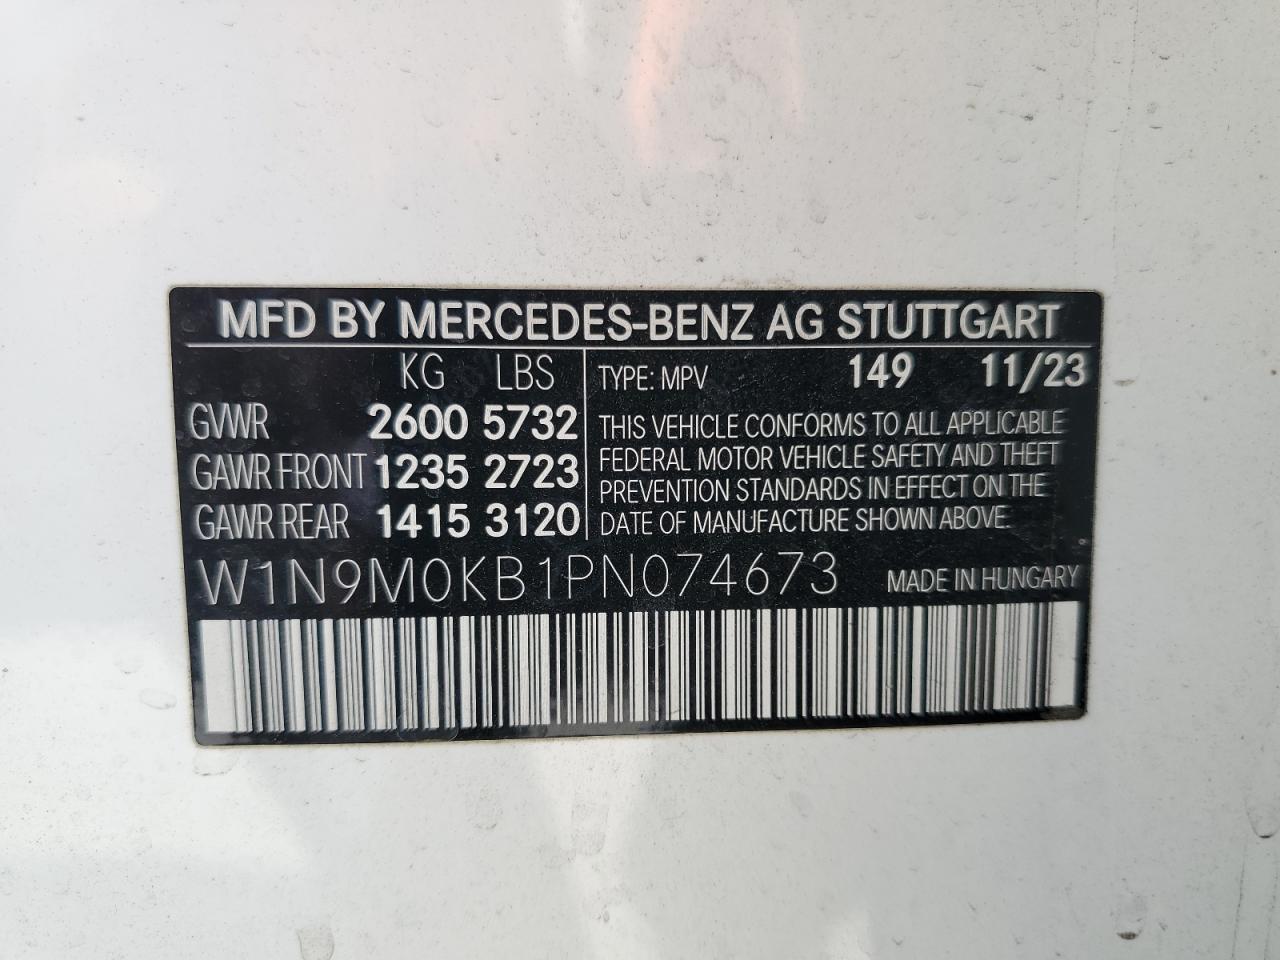 MFD BY MERCEDES-BENZ AG STUTTGART
KG LBS
GVWR 2600 5732
GAWR FRONT 1235 2723
GAWR REAR 1415 3120
TYPE: MPV 149 11/23
THIS VEHICLE CONFORMS TO ALL APPLICABLE
FEDERAL MOTOR VEHICLE SAFETY AND THEFT
PREVENTION STANDARDS IN EFFECT ON THE
DATE OF MANUFACTURE SHOWN ABOVE.
W1N9M0KB1PN074673 MADE IN HUNGARY